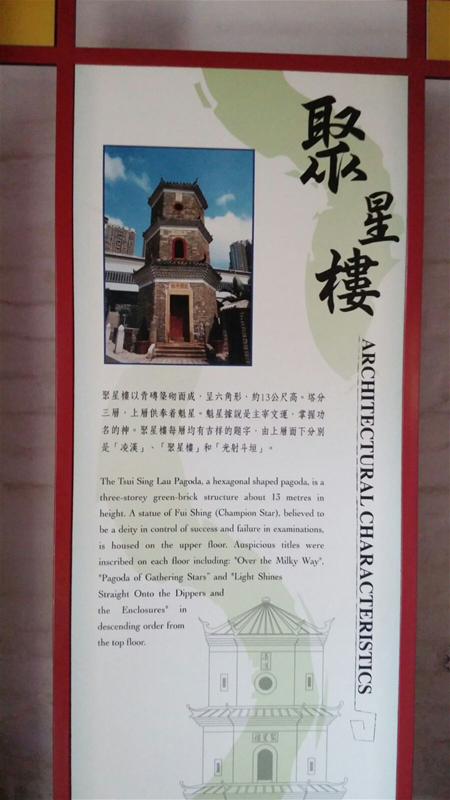 聚星樓
ARCHITECTURAL CHARACTERISTICS
聚星樓以青磚築砌而成，呈六角形，約13公尺高。塔分
三層，上層供奉着魁星。魁星據說是主宰文運，掌握功
名的神。聚星樓每層均有吉祥的題字，由上層而下分別
是「凌漢」、「聚星樓」和「光射斗垣」。
The Tsui Sing Lau Pagoda, a hexagonal shaped pagoda, is a
three-storey green-brick structure about 13 metres in
height. A statue of Fui Shing (Champion Star), believed to
be a deity in control of success and failure in examinations,
is housed on the upper floor. Auspicious titles were
inscribed on each floor including: "Over the Milky Way",
"Pagoda of Gathering Stars" and "Light Shines
Straight Onto the Dippers and
the Enclosures" in
descending order from
the top floor.